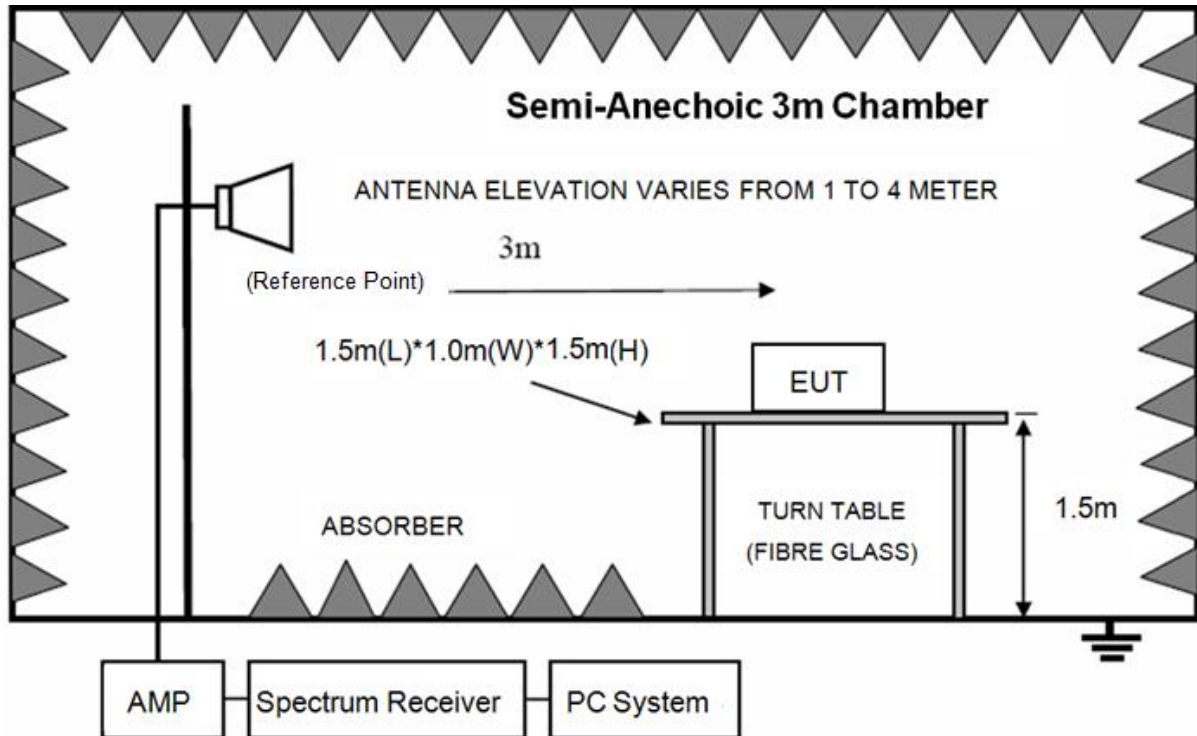 Semi-Anechoic 3m Chamber
ANTENNA ELEVATION VARIES FROM 1 TO 4 METER
3m
(Reference Point)
1.5m(L)*1.0m(W)*1.5m(H)
EUT
ABSORBER
TURN TABLE
(FIBRE GLASS)
1.5m
AMP
Spectrum Receiver
PC System